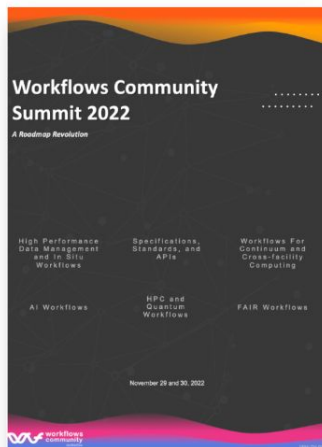 Workflows Community
Summit 2022
A Roadmap Revolution
High Performance
Data Management
and In Situ
Workflows
Specifications,
Standards, and
APIs
Workflows For
Continuum and
Cross-facility
Computing
AI Workflows
HPC and
Quantum
Workflows
FAIR Workflows
November 29 and 30, 2022
workflows
community